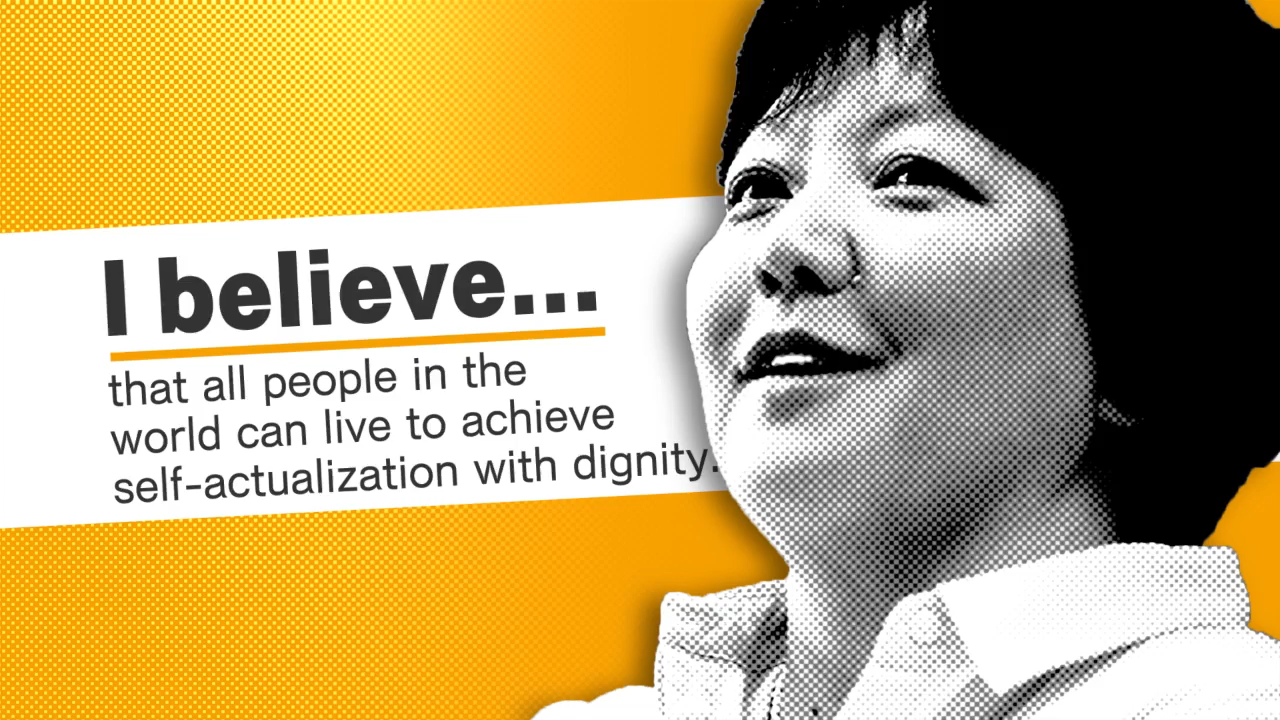 I believe...
that all people in the
world can live to achieve
self-actualization with dignity.